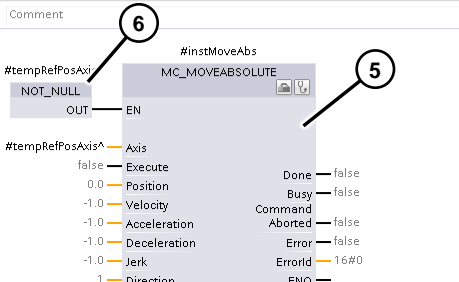 Comment
6
#instMoveAbs
5
#tempRefPosAxis
NOT_NULL
MC_MOVEABSOLUTE
OUT
EN
#tempRefPosAxis^
Axis
false
Execute
0.0
Position
Done
false
-1.0
Velocity
Busy
false
-1.0
Acceleration
Command
Aborted
false
-1.0
Deceleration
Error
false
-1.0
Jerk
ErrorId
16#0
1
Direction
ENO